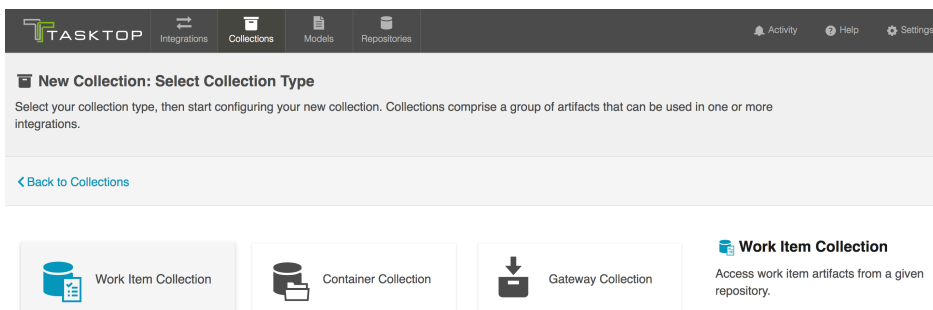 TASKTOP
Integrations
Collections
Models
Repositories
Activity
Help
Settings
New Collection: Select Collection Type
Select your collection type, then start configuring your new collection. Collections comprise a group of artifacts that can be used in one or more
integrations.
Back to Collections
Work Item Collection
Container Collection
Gateway Collection
Work Item Collection
Access work item artifacts from a given
repository.